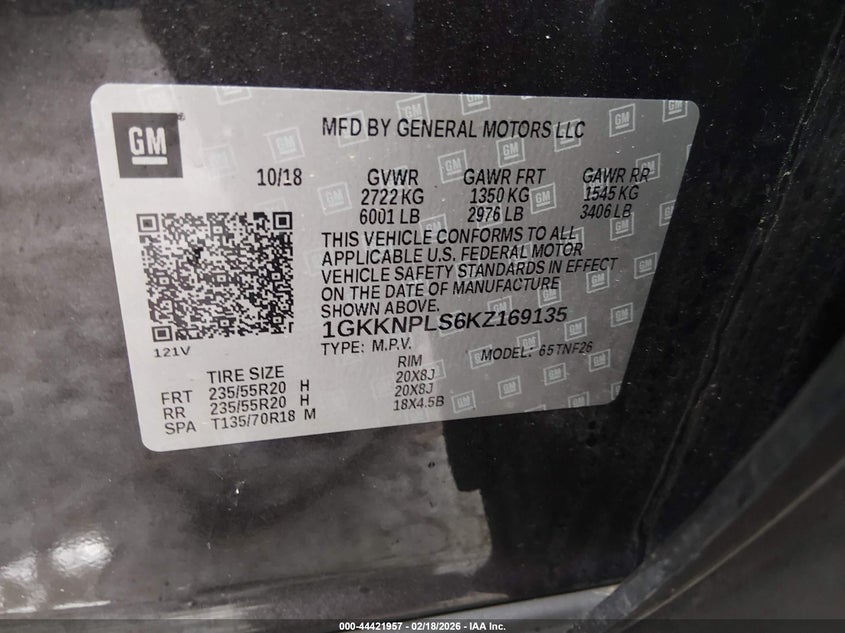 GM
MFD BY GENERAL MOTORS LLC
10/18 GVWR GAWR FRT GAWR RR
2722 KG 1350 KG 1545 KG
6001 LB 2976 LB 3406 LB
THIS VEHICLE CONFORMS TO ALL
APPLICABLE U.S. FEDERAL MOTOR
VEHICLE SAFETY STANDARDS IN EFFECT
ON THE DATE OF MANUFACTURE
SHOWN ABOVE.
1GKKNPLS6KZ169135
TYPE: M.P.V. MODEL: 65TNF26
121V
TIRE SIZE RIM
FRT 235/55R20 H 20X8J
RR 235/55R20 H 20X8J
SPA T135/70R18 M 18X4.5B
000-44421957 - 02/18/2026 - IAA Inc.